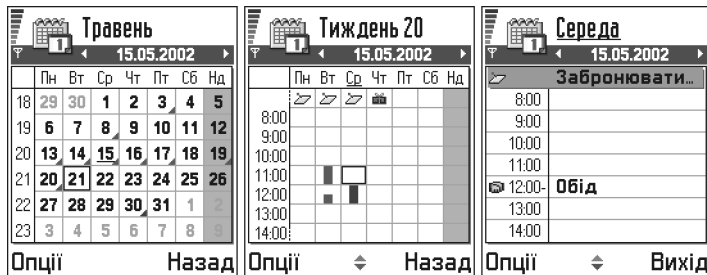 Травень
15.05.2002
Пн Вт Ср Чт Пт Сб Нд
18 29 30 1 2 3 4 5
19 6 7 8 9 10 11 12
20 13 14 15 16 17 18 19
21 20 21 22 23 24 25 26
22 27 28 29 30 31 1 2
23 3 4 5 6 7 8 9
Опції Назад
Тиждень 20
15.05.2002
Пн Вт Ср Чт Пт Сб Нд
8:00
9:00
10:00
11:00
12:00
13:00
14:00
Опції Назад
Середа
15.05.2002
Забронювати...
8:00
9:00
10:00
11:00
12:00- Обід
13:00
14:00
Опції Вихід